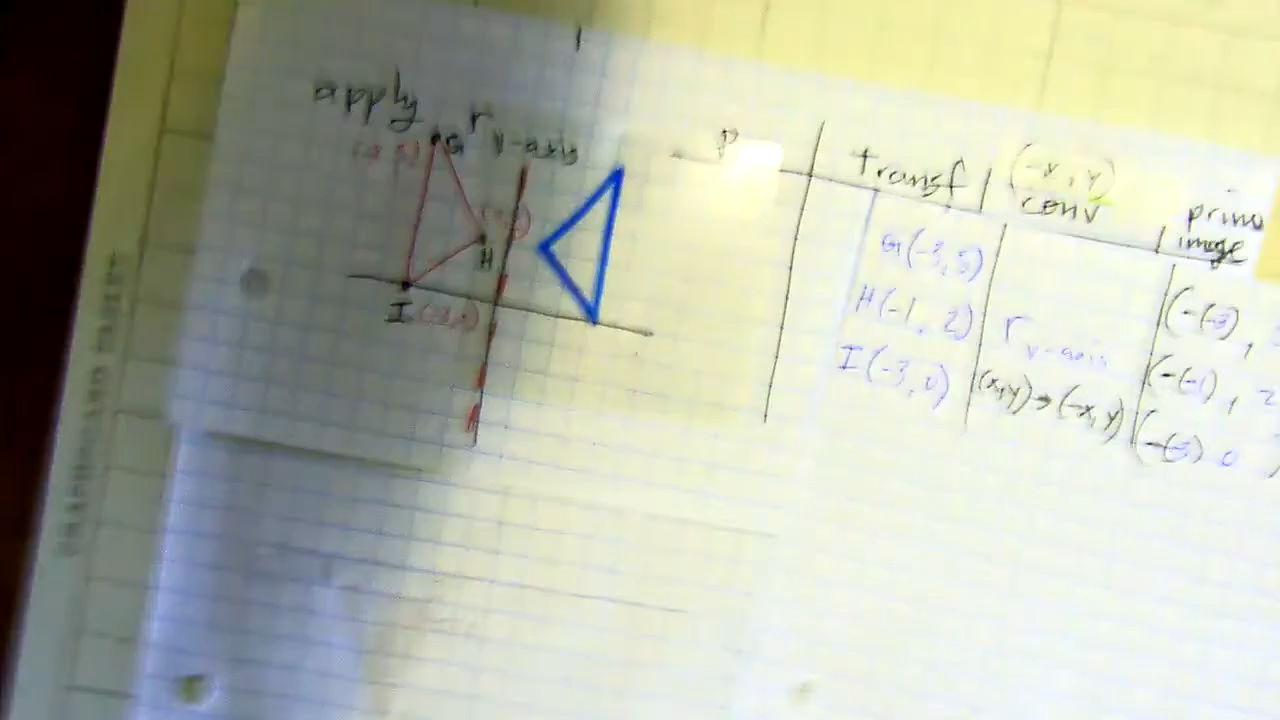 apply r y-axis
G
H
I
P
transf
(-x, y)
conv
prime
image
G(-3, 5)
H(-1, 2)
I(-3, 0)
r y-axis
(x,y) → (-x, y)
(-(-3),
(-(-1), 2
(-(-3) 0 )